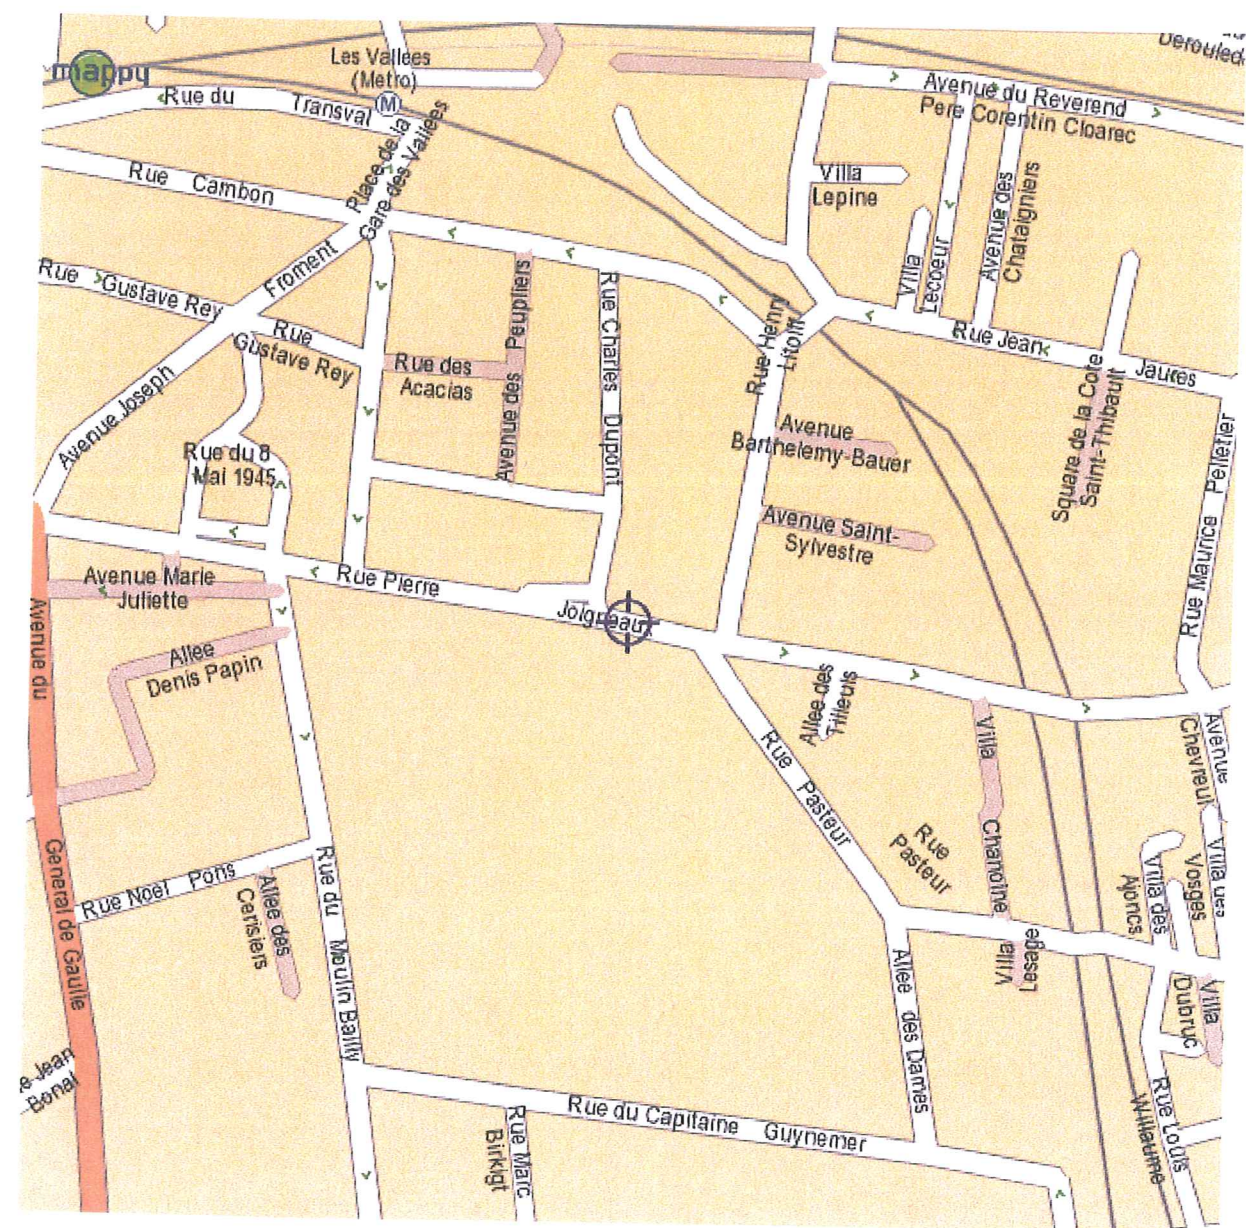 mappy
Les Vallees
(Metro)
M
Derouled
Rue du Transval
Avenue du Reverend
Pere Corentin Cloarec
Place de la
Gare des Vallees
Rue Cambon
Villa
Lepine
Avenue des
Chataigniers
Villa
Lecoeur
Rue Gustave Rey
Froment
Rue
Gustave Rey
Avenue des Peupliers
Rue Charles Dupont
Rue Henry
Litolff
Rue Jean Jaures
Rue des
Acacias
Avenue Joseph
Square de la Cote
Saint-Thibault
Rue Maurice Pelletier
Avenue
Barthelemy-Bauer
Rue du 8
Mai 1945
Avenue Saint-
Sylvestre
Avenue Marie
Juliette
Rue Pierre Joigneaux
Avenue du General de Gaulle
Allee
Denis Papin
Allee des
Tilleuls
Villa Chanoine
Avenue
Chevreul
Rue Pasteur
Rue
Pasteur
Rue Noel Pons
Allee des
Cerisiers
Rue du Moulin Bailly
Villa des
Ajoncs
Villa des
Vosges
Villa
Lesage
Allee des Dames
Villa
Dubruc
e Jean
Bonal
Rue du Capitaine Guynemer
Rue Marc
Birkigt
Rue Louis
Willaume